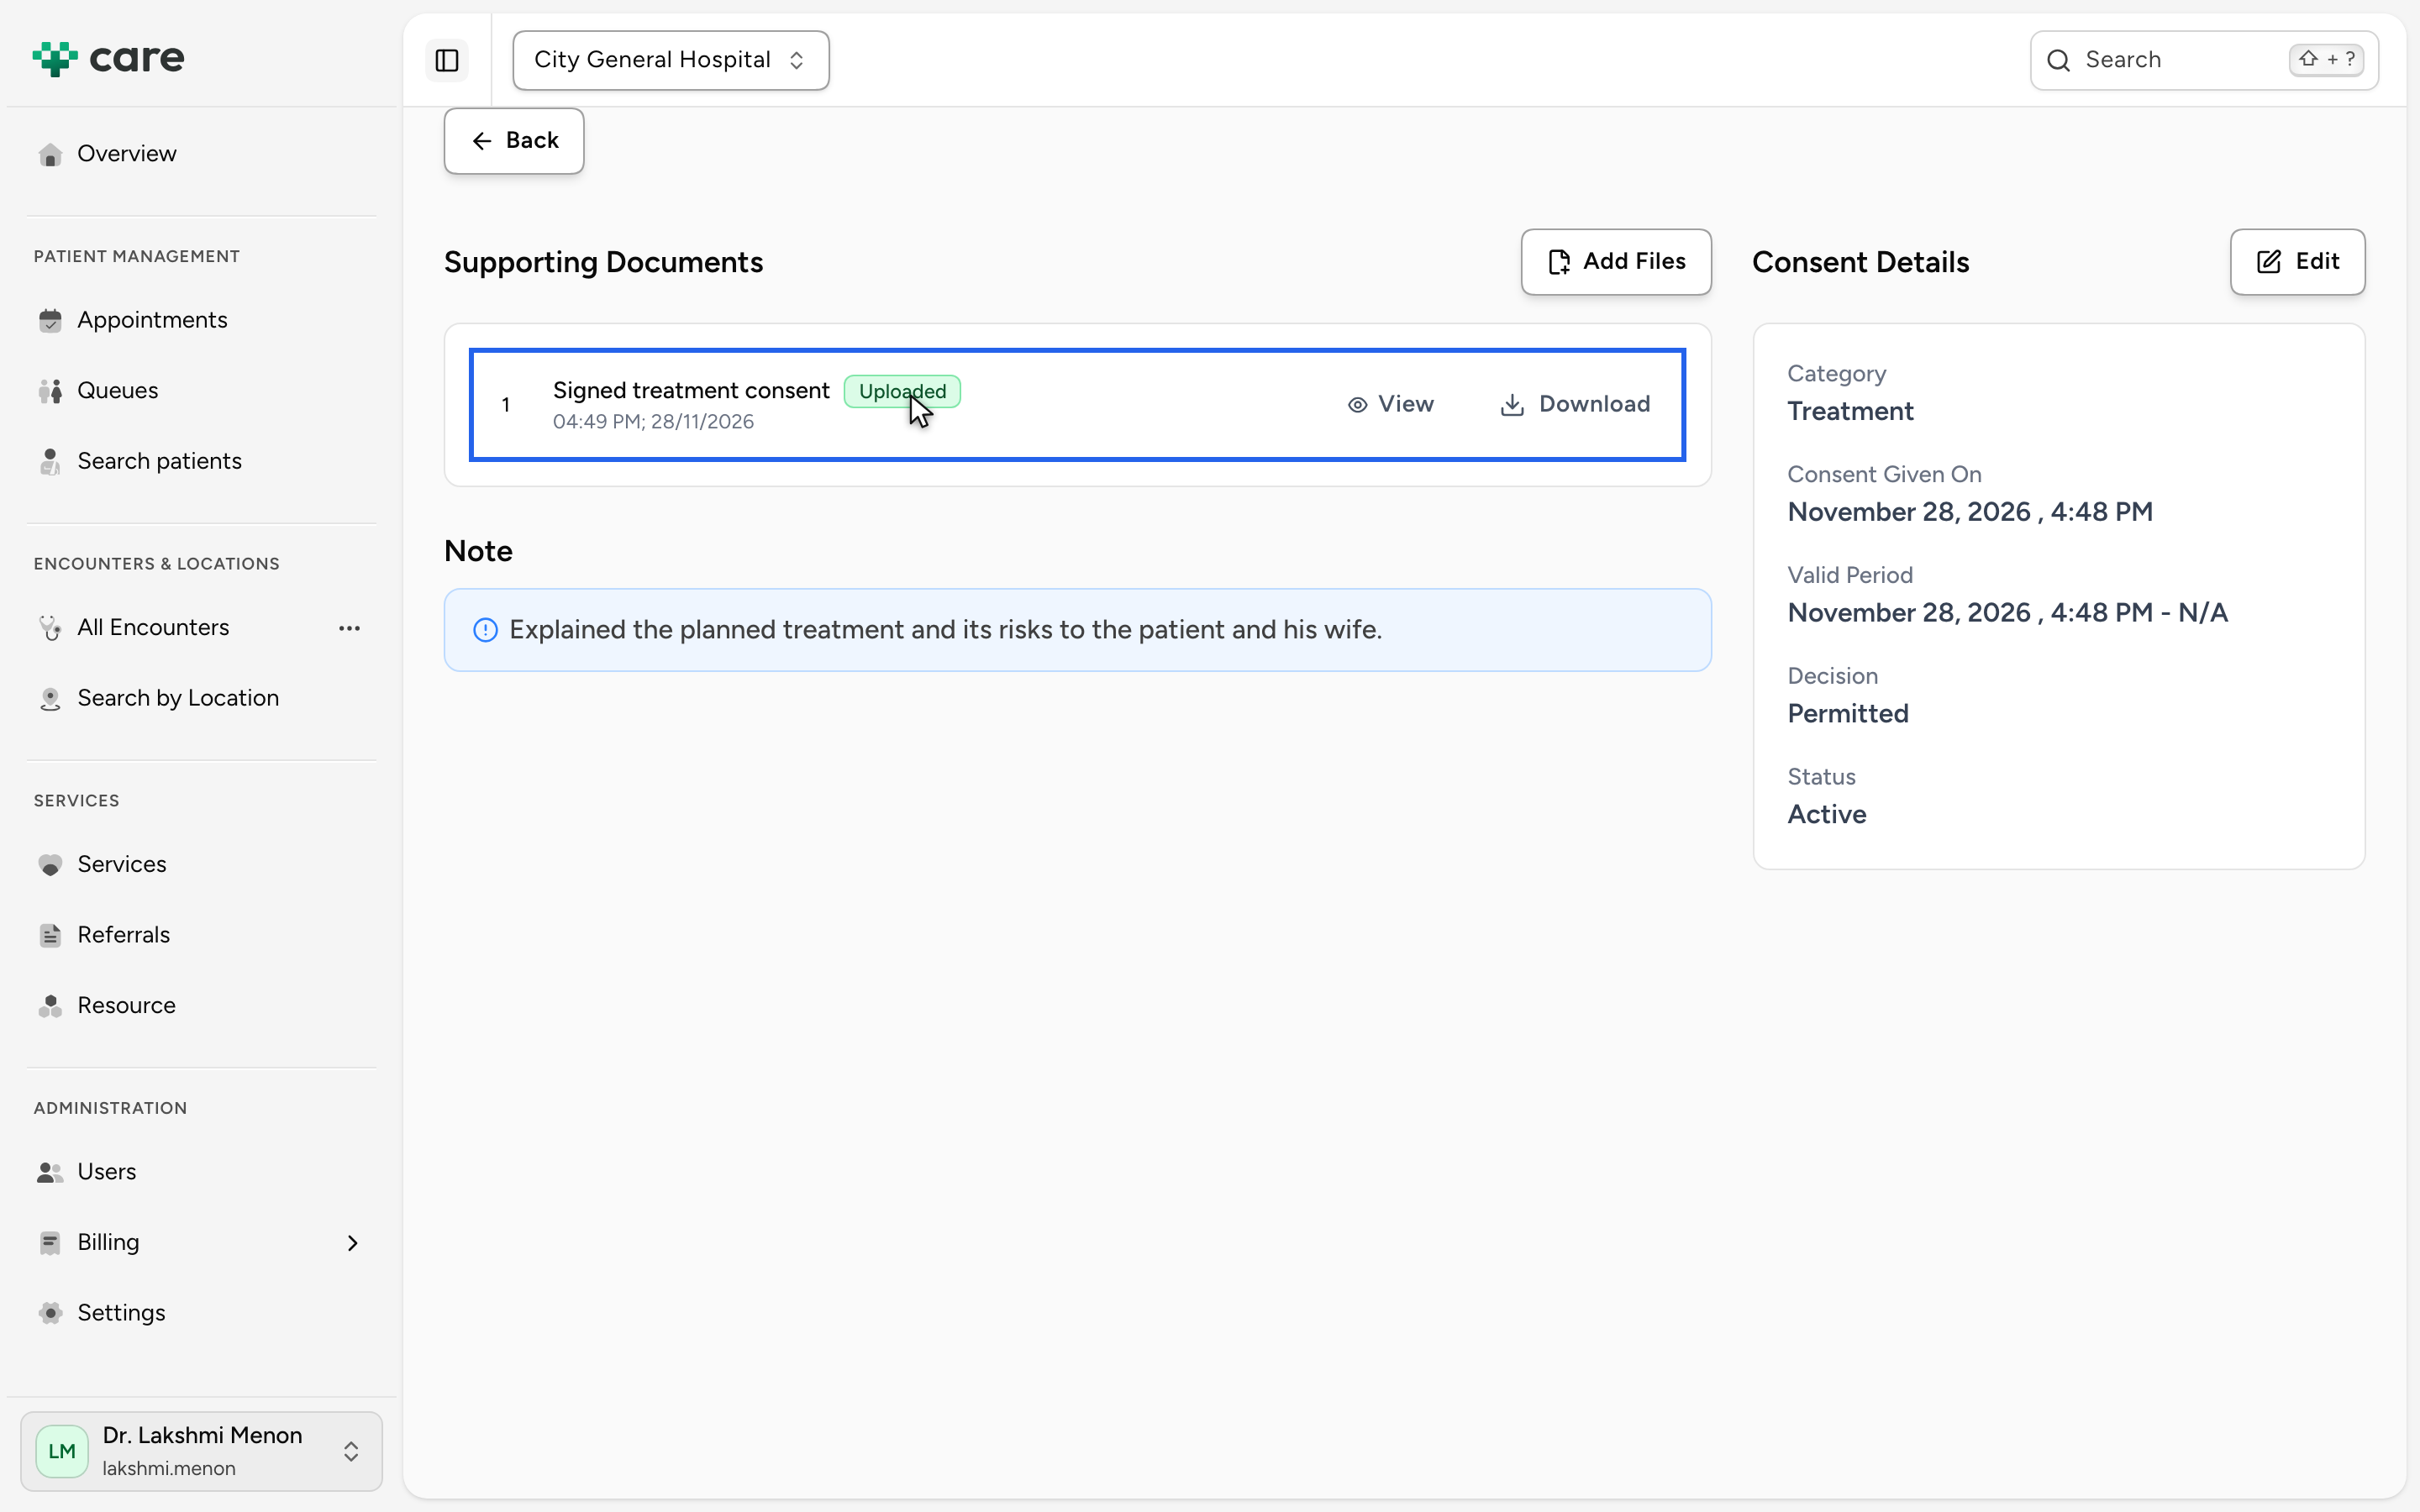 care
City General Hospital
Search
⇧ + ?
Overview
PATIENT MANAGEMENT
Appointments
Queues
Search patients
ENCOUNTERS & LOCATIONS
All Encounters
Search by Location
SERVICES
Services
Referrals
Resource
ADMINISTRATION
Users
Billing
Settings
LM
Dr. Lakshmi Menon
lakshmi.menon
Back
Supporting Documents
Add Files
1
Signed treatment consent Uploaded
04:49 PM; 28/11/2026
View
Download
Note
Explained the planned treatment and its risks to the patient and his wife.
Consent Details
Edit
Category
Treatment
Consent Given On
November 28, 2026 , 4:48 PM
Valid Period
November 28, 2026 , 4:48 PM - N/A
Decision
Permitted
Status
Active